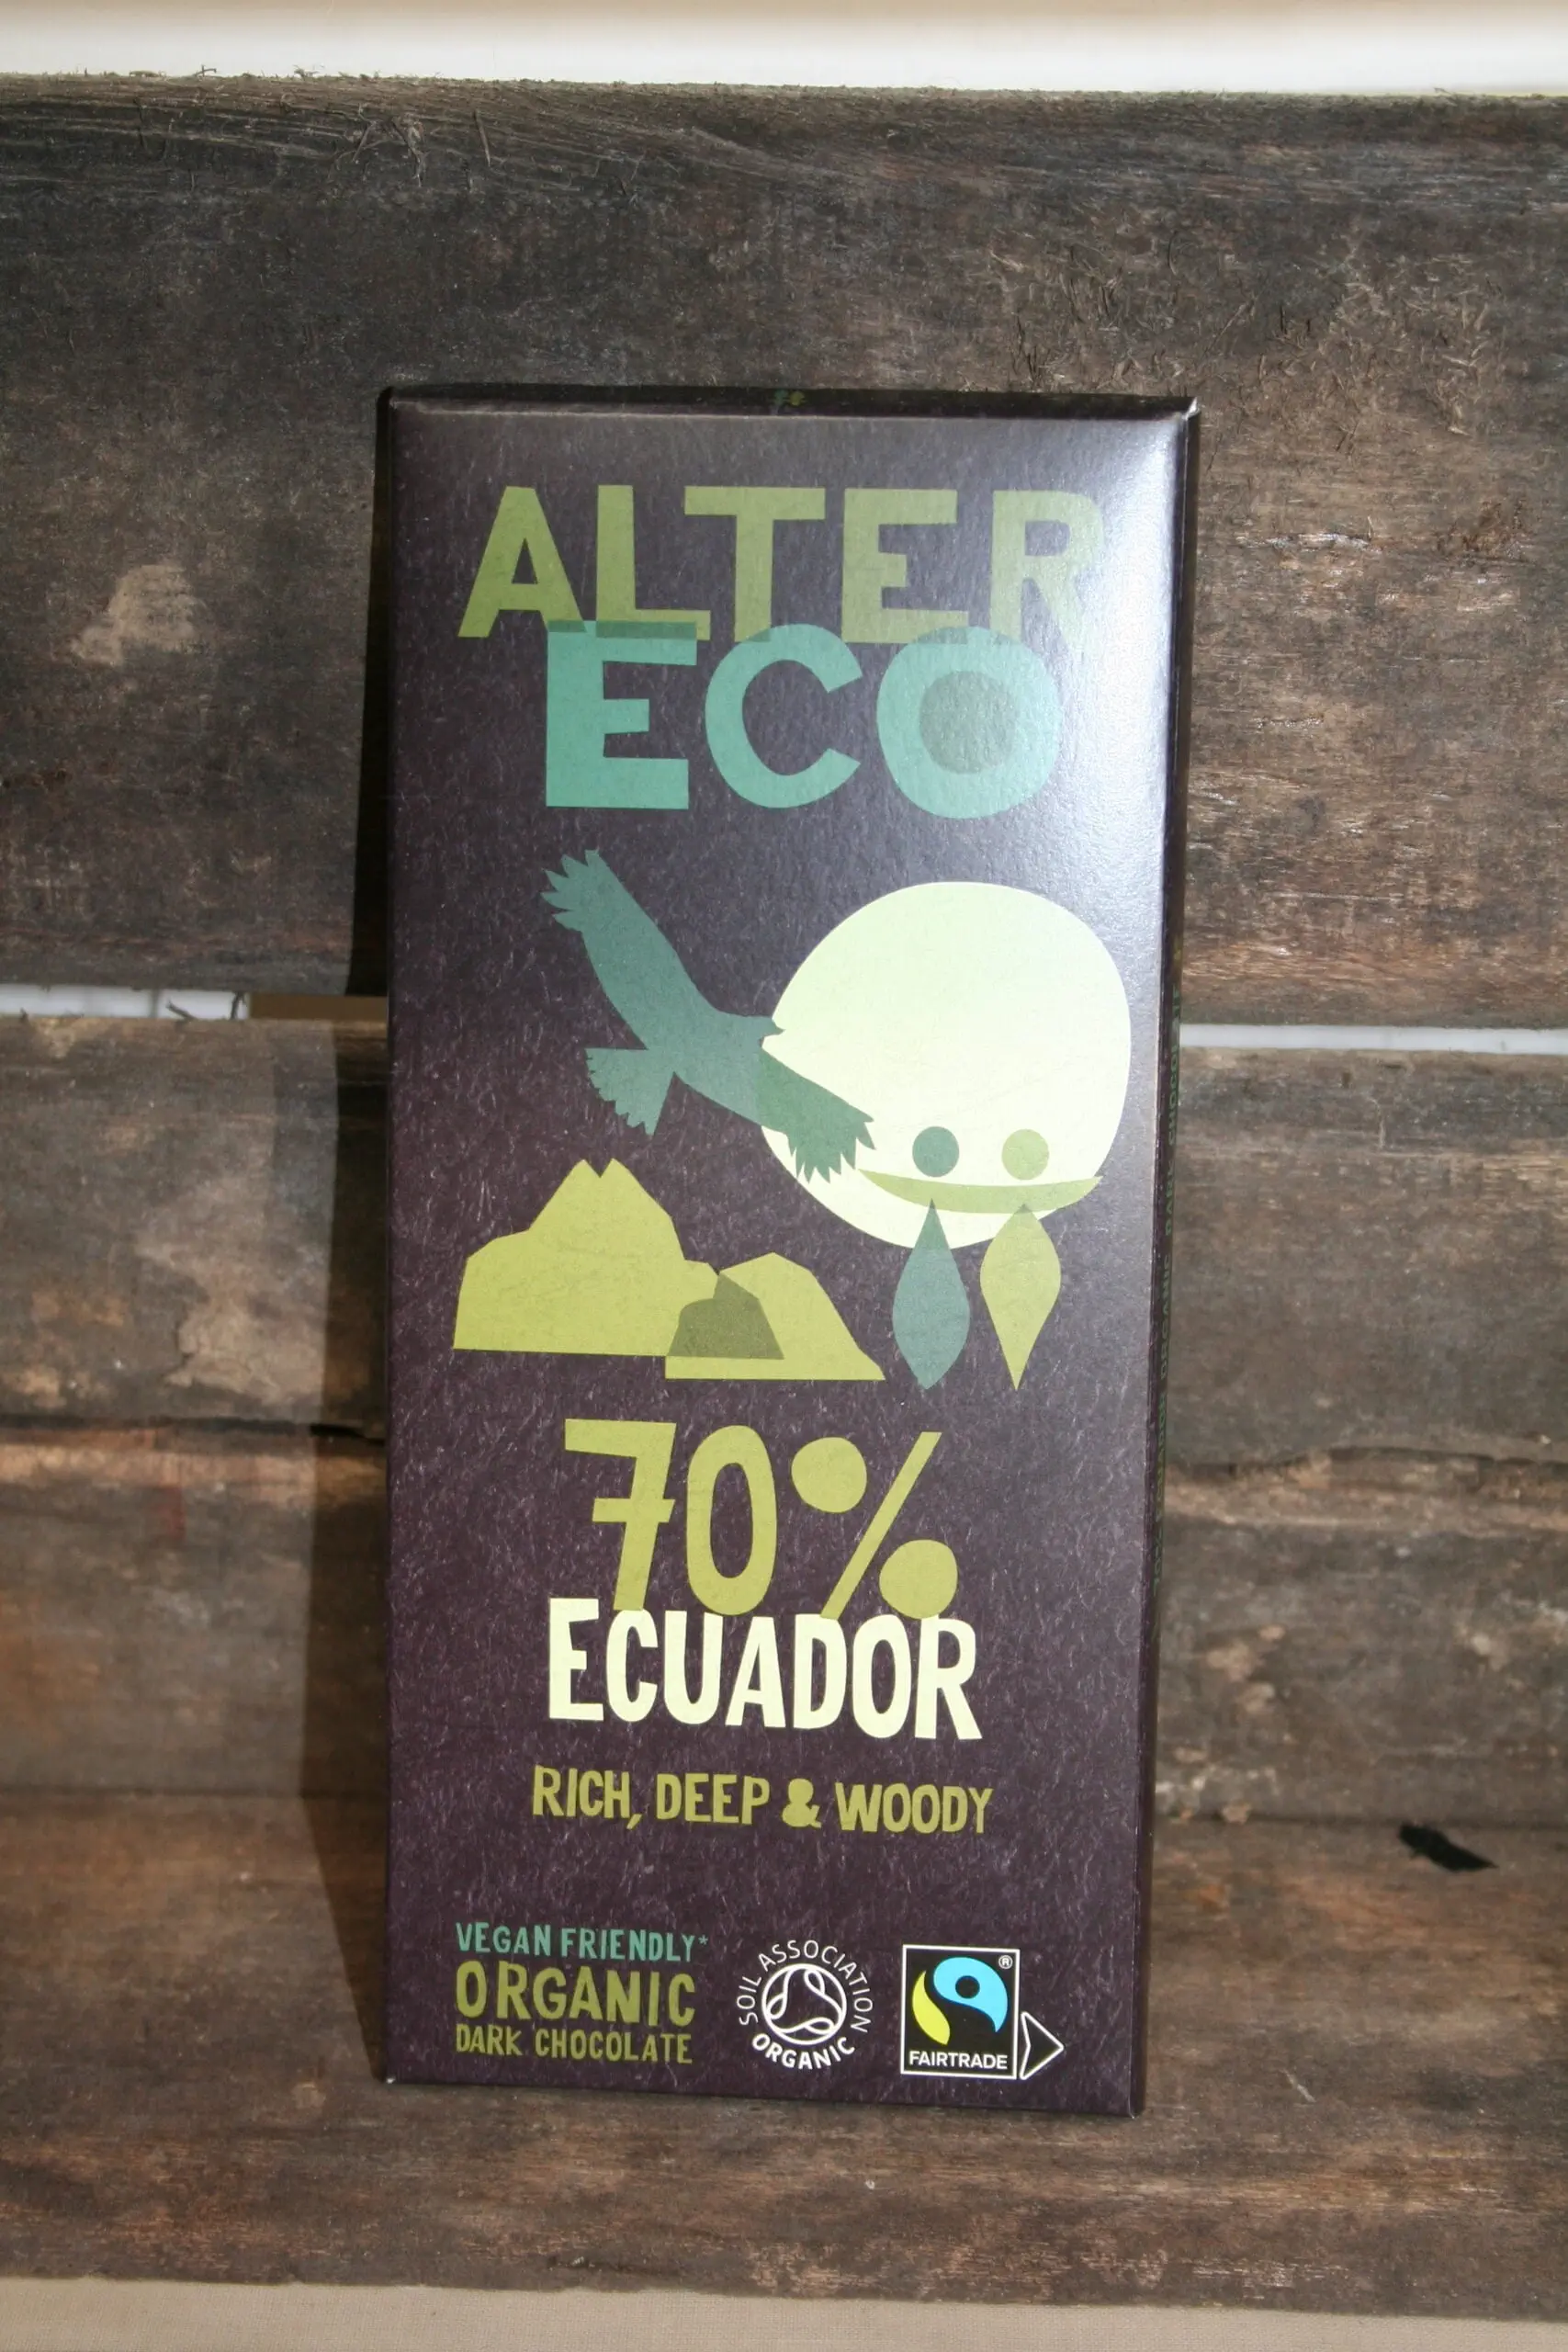 ALTER
ECO
70%
ECUADOR
RICH, DEEP & WOODY
VEGAN FRIENDLY*
ORGANIC
DARK CHOCOLATE
SOIL ASSOCIATION
ORGANIC
®
FAIRTRADE